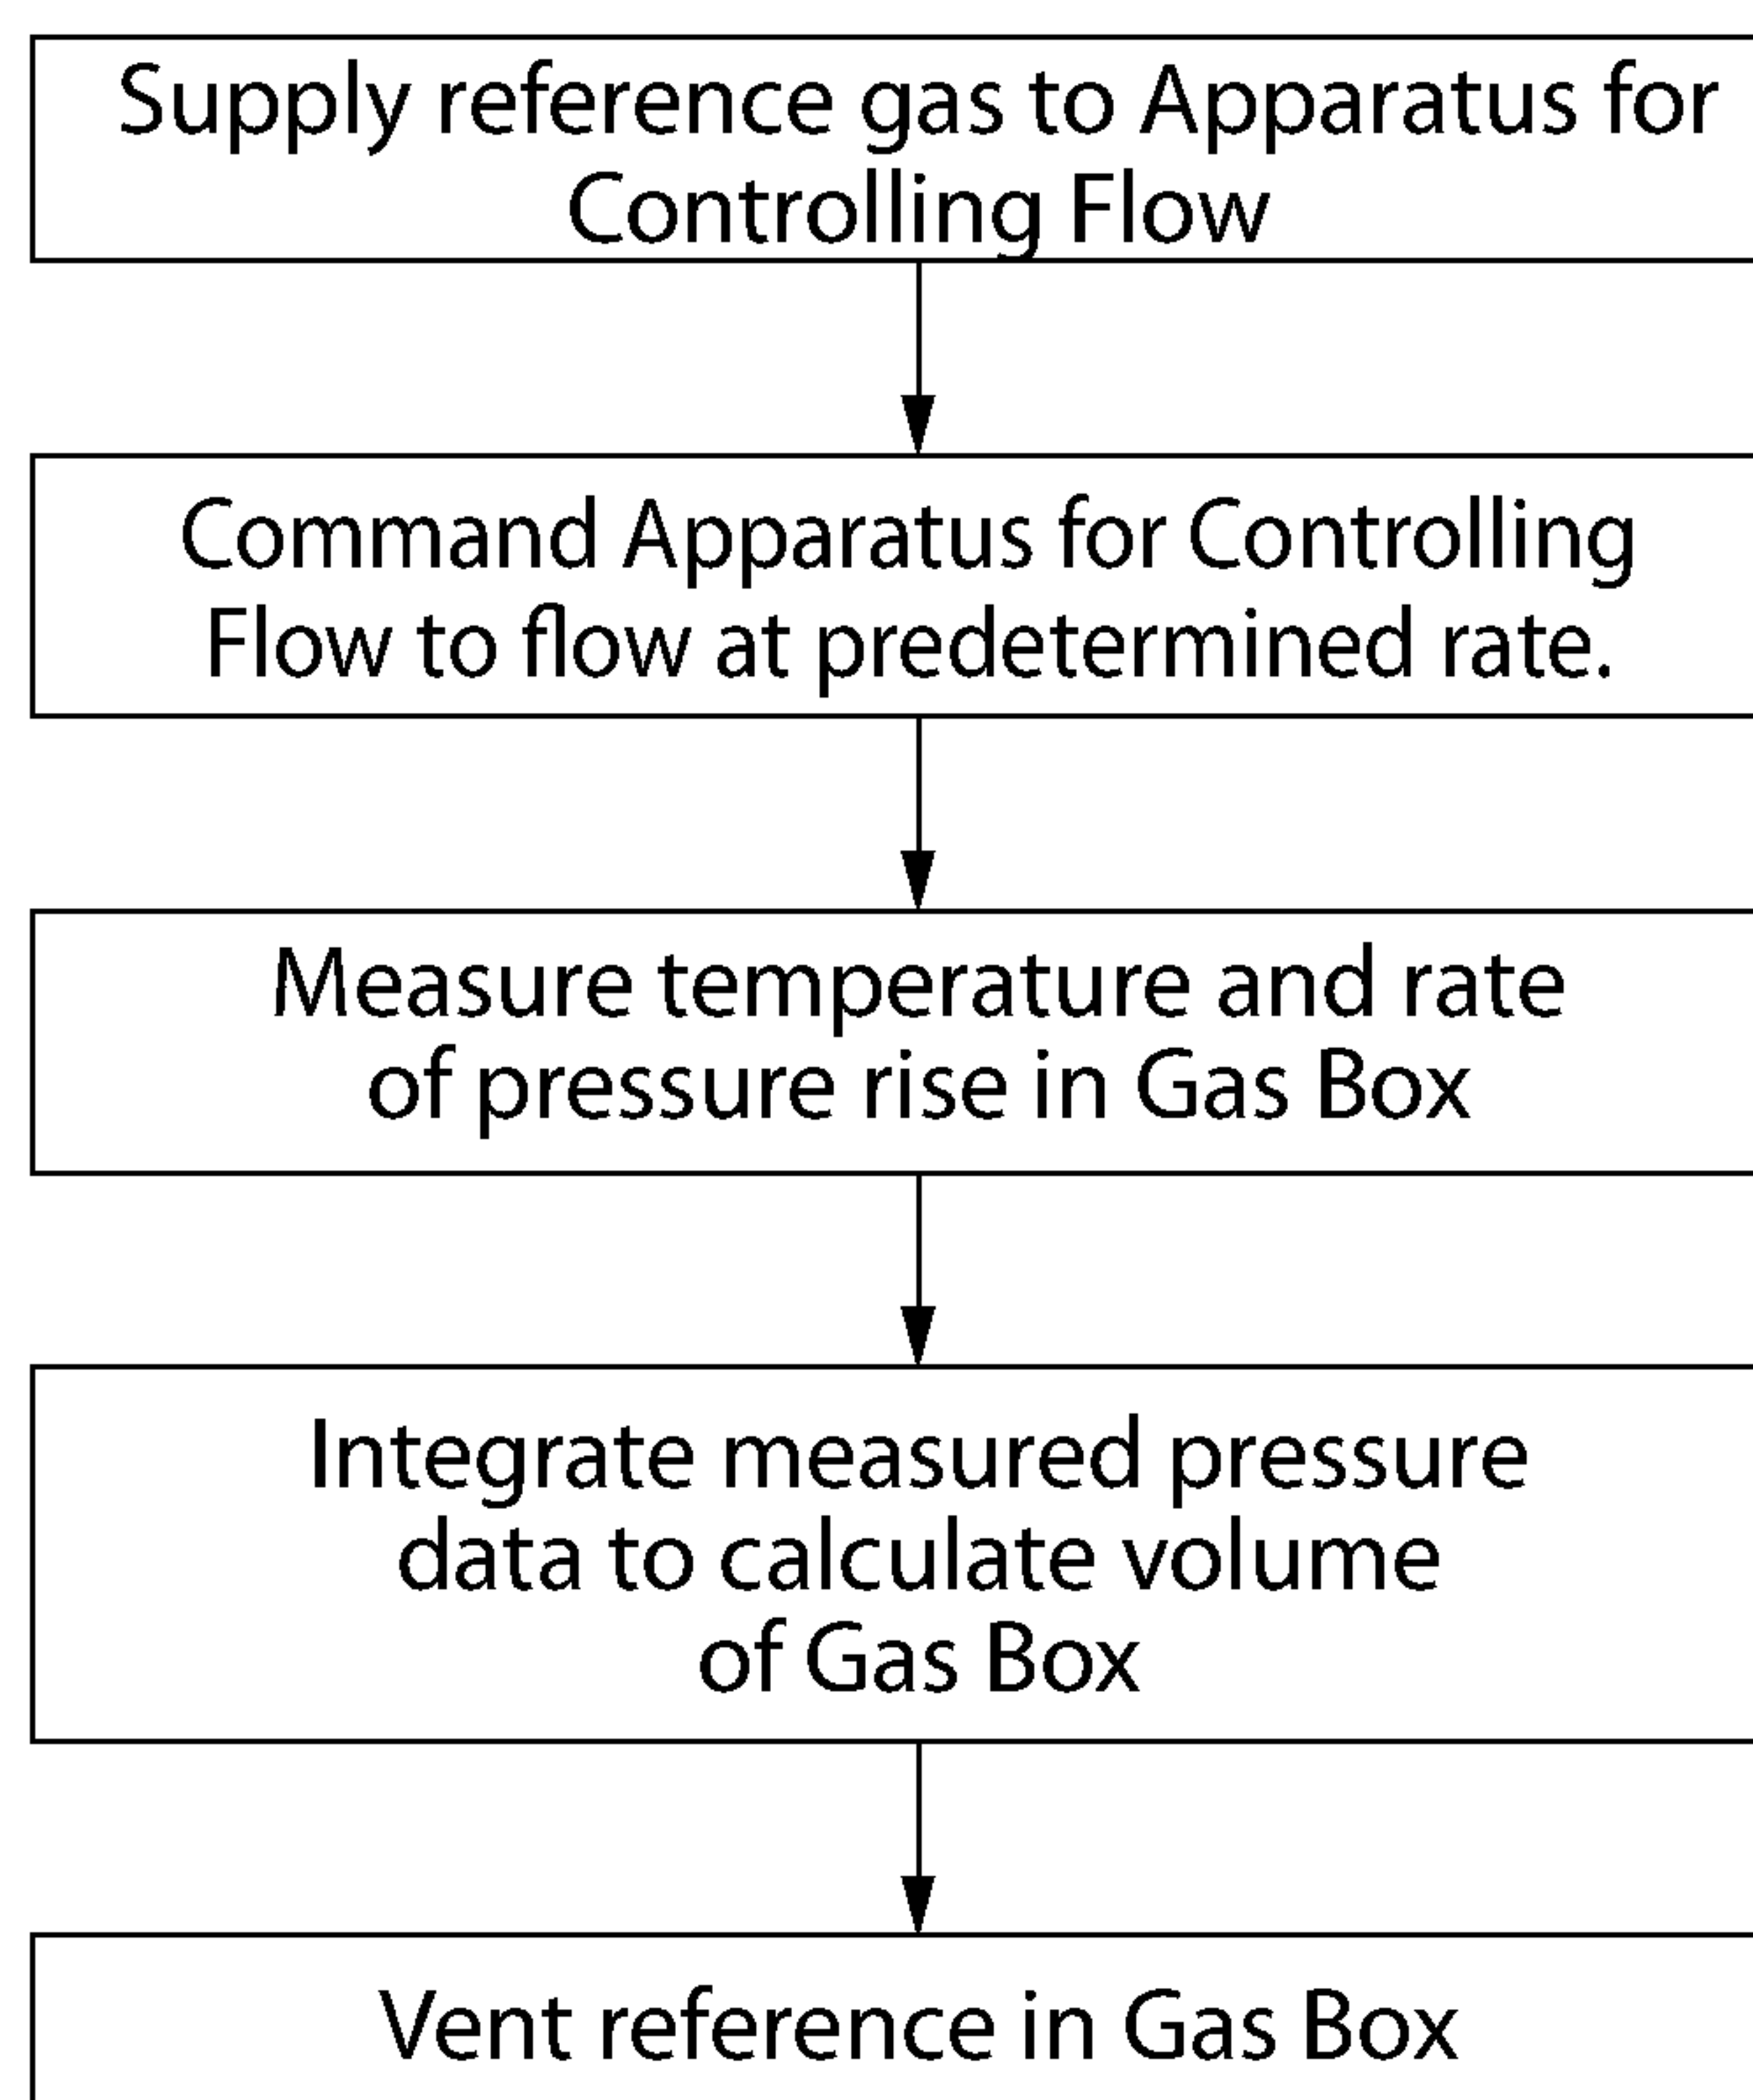 Supply reference gas to Apparatus for
Controlling Flow
Command Apparatus for Controlling
Flow to flow at predetermined rate.
Measure temperature and rate
of pressure rise in Gas Box
Integrate measured pressure
data to calculate volume
of Gas Box
Vent reference in Gas Box